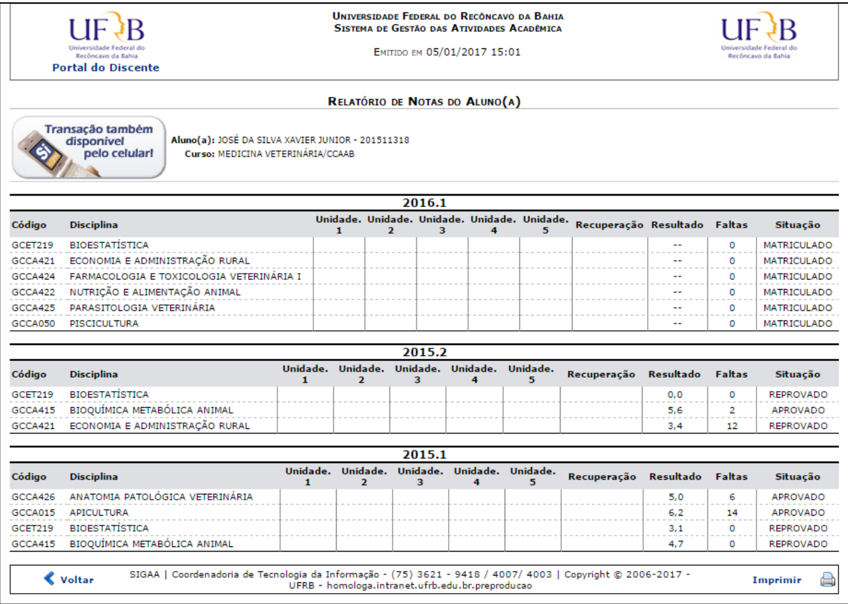 UFRB
Universidade Federal do
Recôncavo da Bahia
Portal do Discente
UNIVERSIDADE FEDERAL DO RECÔNCAVO DA BAHIA
SISTEMA DE GESTÃO DAS ATIVIDADES ACADÊMICA
EMITIDO EM 05/01/2017 15:01
UFRB
Universidade Federal do
Recôncavo da Bahia
RELATÓRIO DE NOTAS DO ALUNO(A)
Transação também
disponível
pelo celular!
Si
Aluno(a): JOSÉ DA SILVA XAVIER JUNIOR - 201511318
Curso: MEDICINA VETERINÁRIA/CCAAB
2016.1
Código Disciplina Unidade. 1 Unidade. 2 Unidade. 3 Unidade. 4 Unidade. 5 Recuperação Resultado Faltas Situação
GCET219 BIOESTATÍSTICA -- 0 MATRICULADO
GCCA421 ECONOMIA E ADMINISTRAÇÃO RURAL -- 0 MATRICULADO
GCCA424 FARMACOLOGIA E TOXICOLOGIA VETERINÁRIA I -- 0 MATRICULADO
GCCA422 NUTRIÇÃO E ALIMENTAÇÃO ANIMAL -- 0 MATRICULADO
GCCA425 PARASITOLOGIA VETERINÁRIA -- 0 MATRICULADO
GCCA050 PISCICULTURA -- 0 MATRICULADO
2015.2
Código Disciplina Unidade. 1 Unidade. 2 Unidade. 3 Unidade. 4 Unidade. 5 Recuperação Resultado Faltas Situação
GCET219 BIOESTATÍSTICA 0,0 0 REPROVADO
GCCA415 BIOQUÍMICA METABÓLICA ANIMAL 5,6 2 APROVADO
GCCA421 ECONOMIA E ADMINISTRAÇÃO RURAL 3,4 12 REPROVADO
2015.1
Código Disciplina Unidade. 1 Unidade. 2 Unidade. 3 Unidade. 4 Unidade. 5 Recuperação Resultado Faltas Situação
GCCA426 ANATOMIA PATOLÓGICA VETERINÁRIA 5,0 6 APROVADO
GCCA015 APICULTURA 6,2 14 APROVADO
GCET219 BIOESTATÍSTICA 3,1 0 REPROVADO
GCCA415 BIOQUÍMICA METABÓLICA ANIMAL 4,7 0 REPROVADO
Voltar
SIGAA | Coordenadoria de Tecnologia da Informação - (75) 3621 - 9418 / 4007/ 4003 | Copyright © 2006-2017 -
UFRB - homologa.intranet.ufrb.edu.br.preproducao
Imprimir